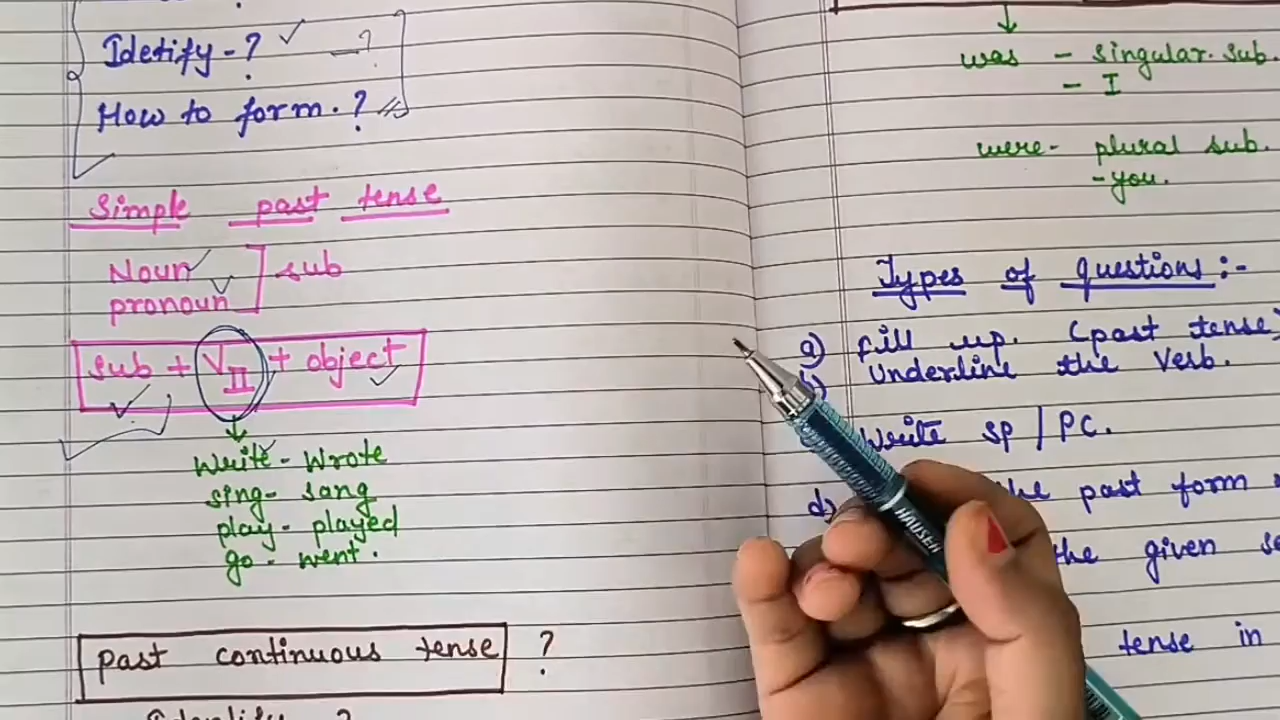 Idetify - ? - ?
How to form. ?
Simple past tense
Noun
pronoun ] sub
sub + V II + object
Write - Wrote
sing - sang
play - played
go - went.
past continuous tense ?
Identify ?
was - singular. sub.
- I
were - plural sub.
- you.
Types of questions :-
a) fill up. (past tense)
b) Underline the Verb.
Write SP / PC.
d) the past form
the given
tense in
HAUSER